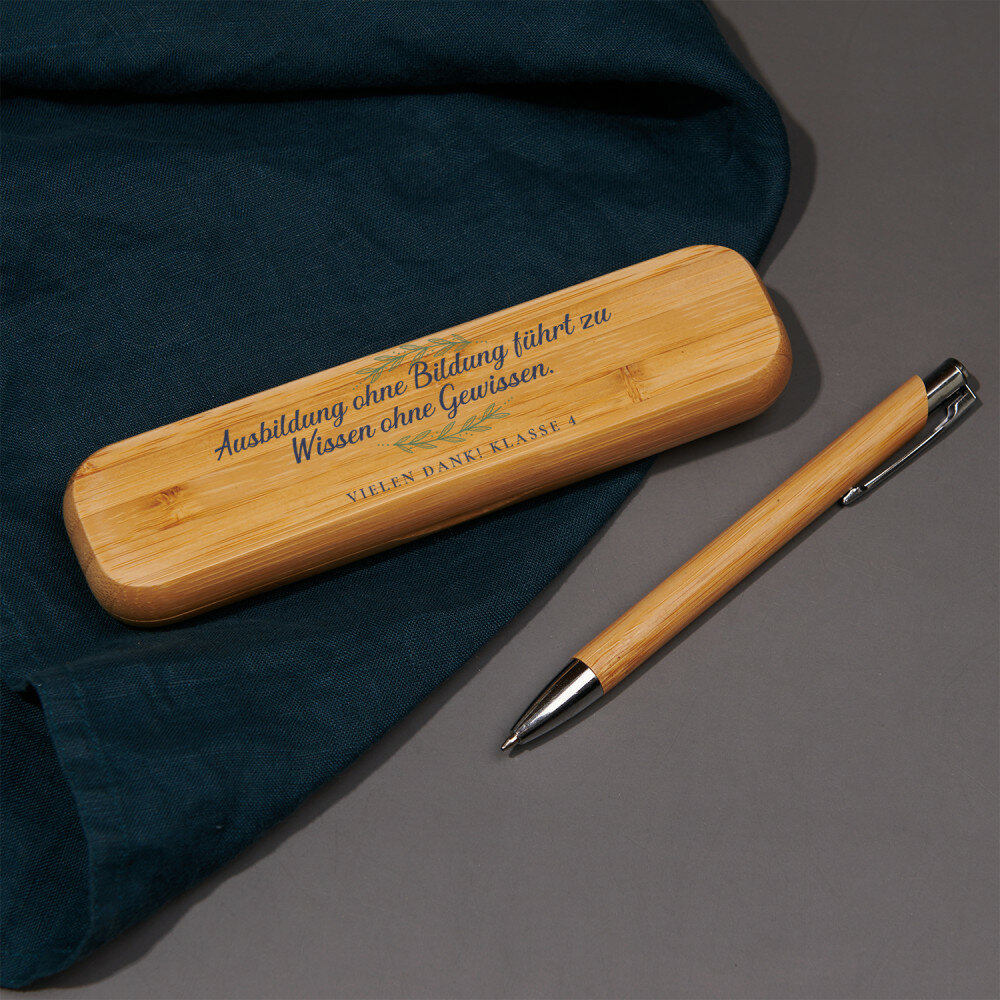 Ausbildung ohne Bildung führt zu
Wissen ohne Gewissen.
VIELEN DANK! KLASSE 4